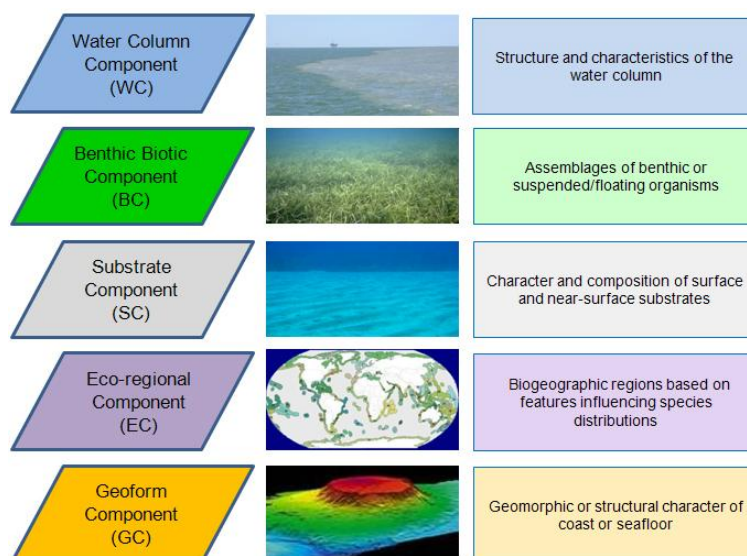 Water Column
Component
(WC)
Structure and characteristics of the
water column
Benthic Biotic
Component
(BC)
Assemblages of benthic or
suspended/floating organisms
Substrate
Component
(SC)
Character and composition of surface
and near-surface substrates
Eco-regional
Component
(EC)
Biogeographic regions based on
features influencing species
distributions
Geoform
Component
(GC)
Geomorphic or structural character of
coast or seafloor